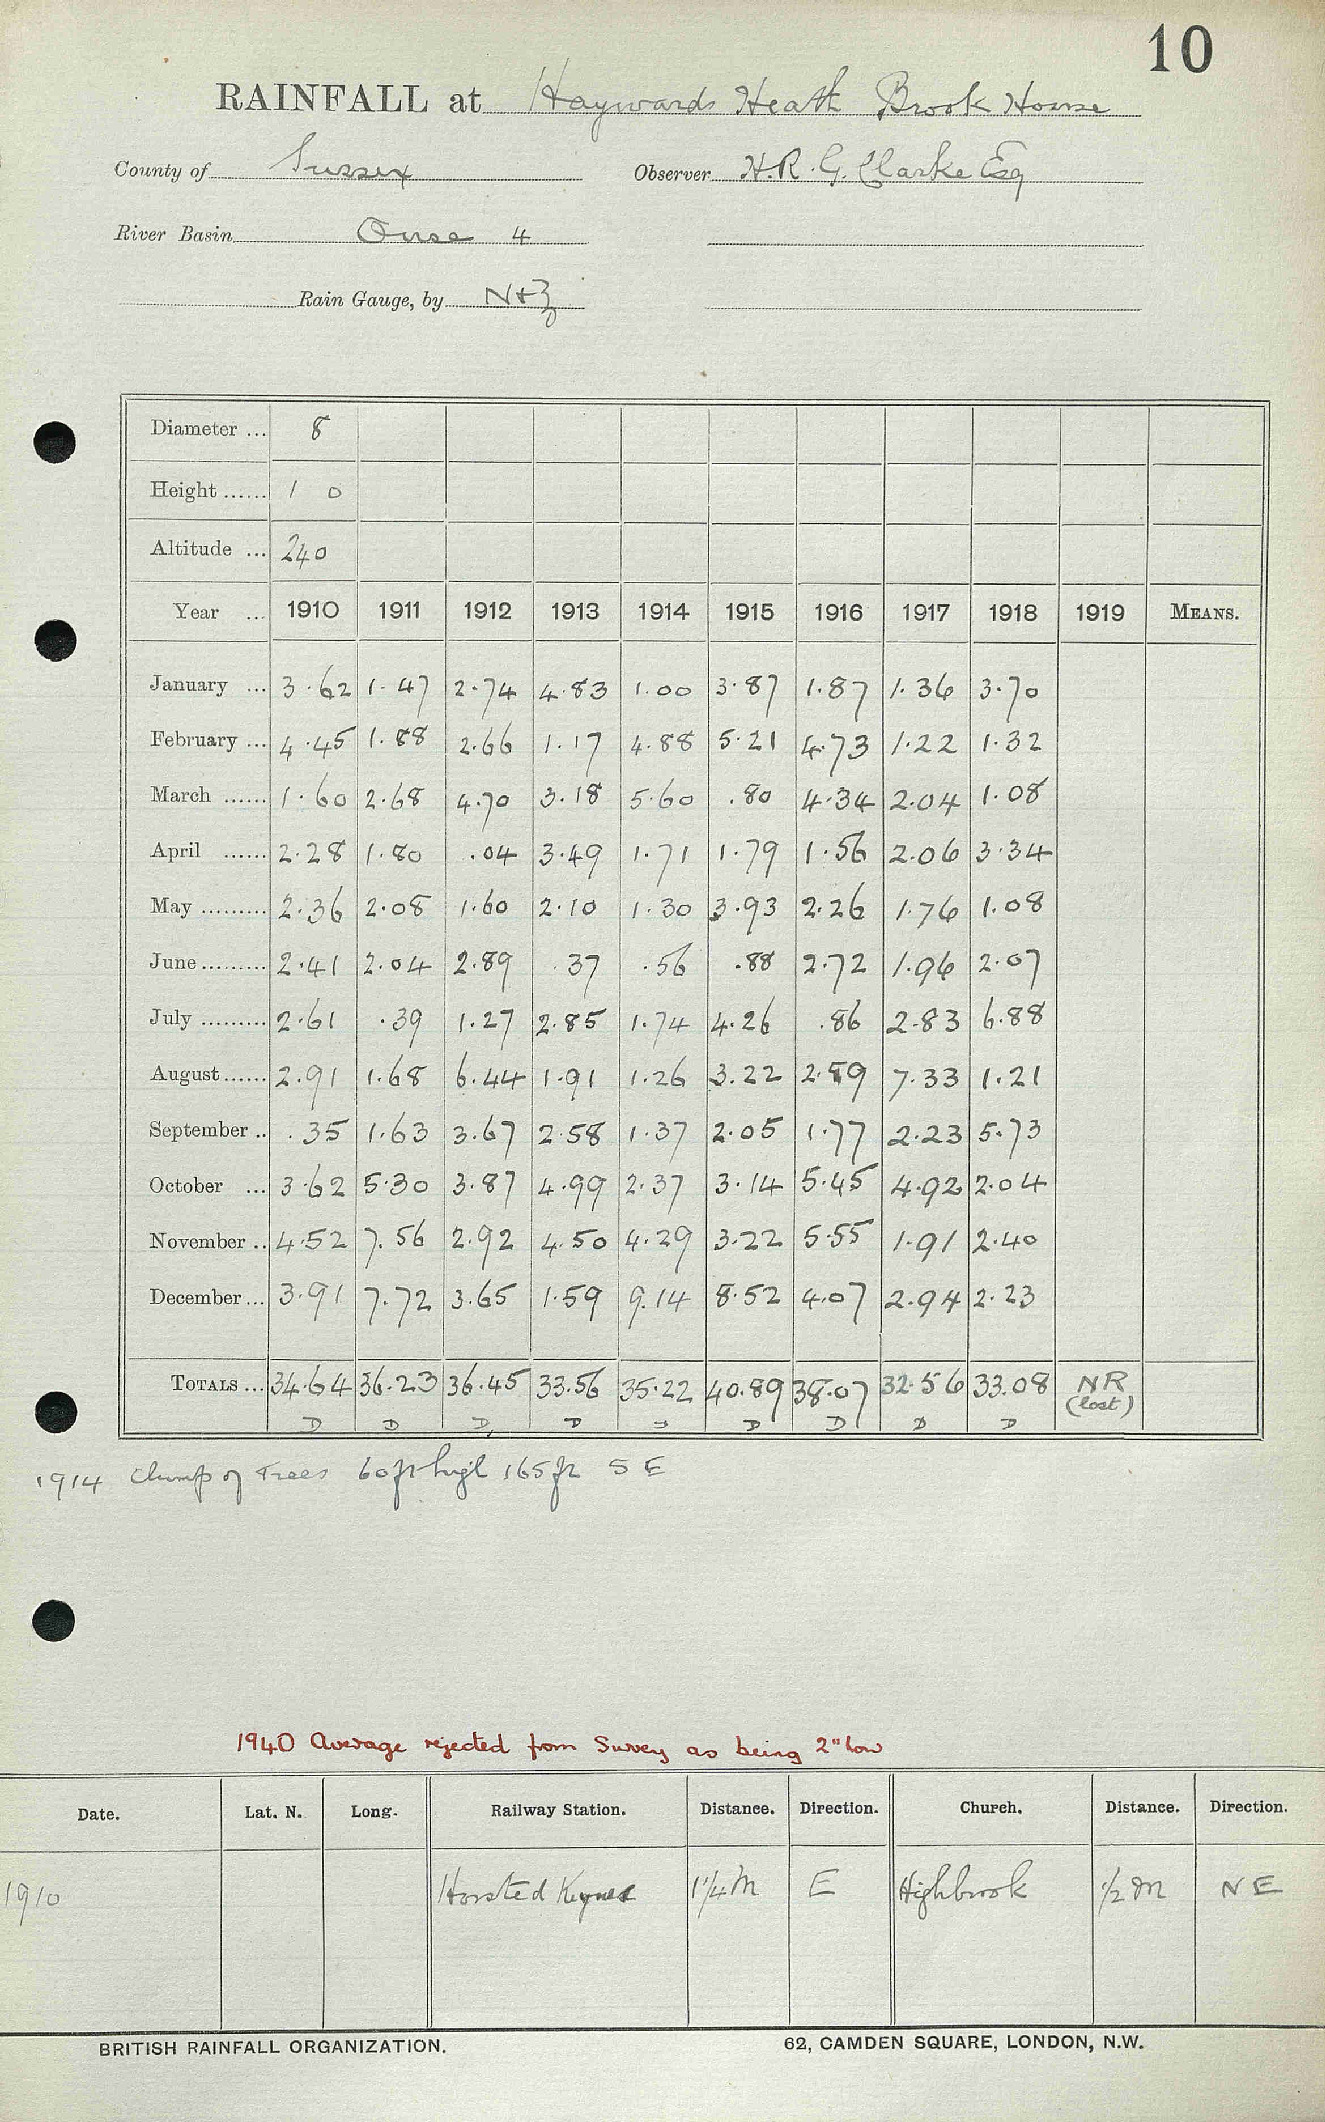 10
RAINFALL at Haywards Heath Brook House
County of Sussex Observer H.R.G. Clarke Esq
River Basin Ouse 4
Rain Gauge, by N+Z
Diameter ... 8
Height ...... 1 0
Altitude ... 240
Year ... 1910 1911 1912 1913 1914 1915 1916 1917 1918 1919 MEANS.
January ... 3.62 1.47 2.74 4.83 1.00 3.87 1.87 1.36 3.70
February ... 4.45 1.88 2.66 1.17 4.88 5.21 4.73 1.22 1.32
March ...... 1.60 2.68 4.70 3.18 5.60 .80 4.34 2.04 1.08
April ...... 2.28 1.80 .04 3.49 1.71 1.79 1.56 2.06 3.34
May ......... 2.36 2.08 1.60 2.10 1.30 3.93 2.26 1.76 1.08
June ......... 2.41 2.04 2.89 .37 .56 .88 2.72 1.96 2.07
July ......... 2.61 .39 1.27 2.85 1.74 4.26 .86 2.83 6.88
August ...... 2.91 1.68 6.44 1.91 1.26 3.22 2.89 7.33 1.21
September .. .35 1.63 3.67 2.58 1.37 2.05 1.77 2.23 5.73
October ... 3.62 5.30 3.87 4.99 2.37 3.14 5.45 4.92 2.04
November .. 4.52 7.56 2.92 4.50 4.29 3.22 5.55 1.91 2.40
December ... 3.91 7.72 3.65 1.59 9.14 8.52 4.07 2.94 2.23
TOTALS ... 34.64 36.23 36.45 33.56 35.22 40.89 38.07 32.56 33.08 NR
(lost)
D D D D D D D D D
1914 Clump of Trees 60ft high 165ft SE
1940 Average rejected from Survey as being 2" low
Date. Lat. N. Long. Railway Station. Distance. Direction. Church. Distance. Direction.
1910 Horsted Keynes 1 1/4 M E Highbrook 1/2 M NE
BRITISH RAINFALL ORGANIZATION. 62, CAMDEN SQUARE, LONDON, N.W.